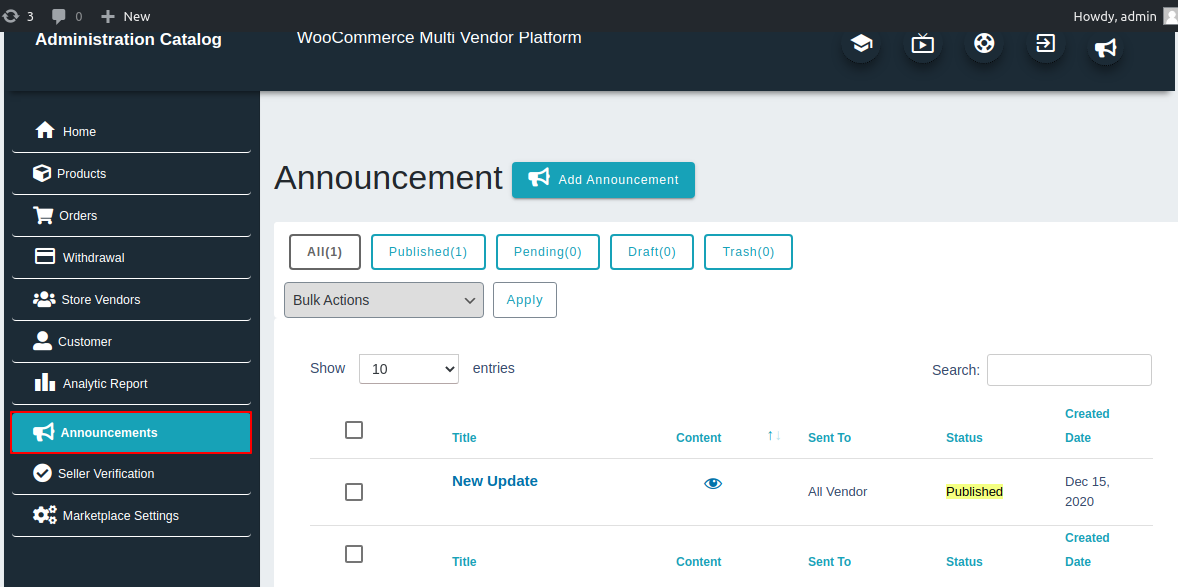 3 0 New Howdy, admin
Administration Catalog
WooCommerce Multi Vendor Platform
Home
Products
Orders
Withdrawal
Store Vendors
Customer
Analytic Report
Announcements
Seller Verification
Marketplace Settings
Announcement Add Announcement
All(1) Published(1) Pending(0) Draft(0) Trash(0)
Bulk Actions Apply
Show 10 entries Search:
Title Content Sent To Status Created Date
New Update All Vendor Published Dec 15,
2020
Title Content Sent To Status Created Date